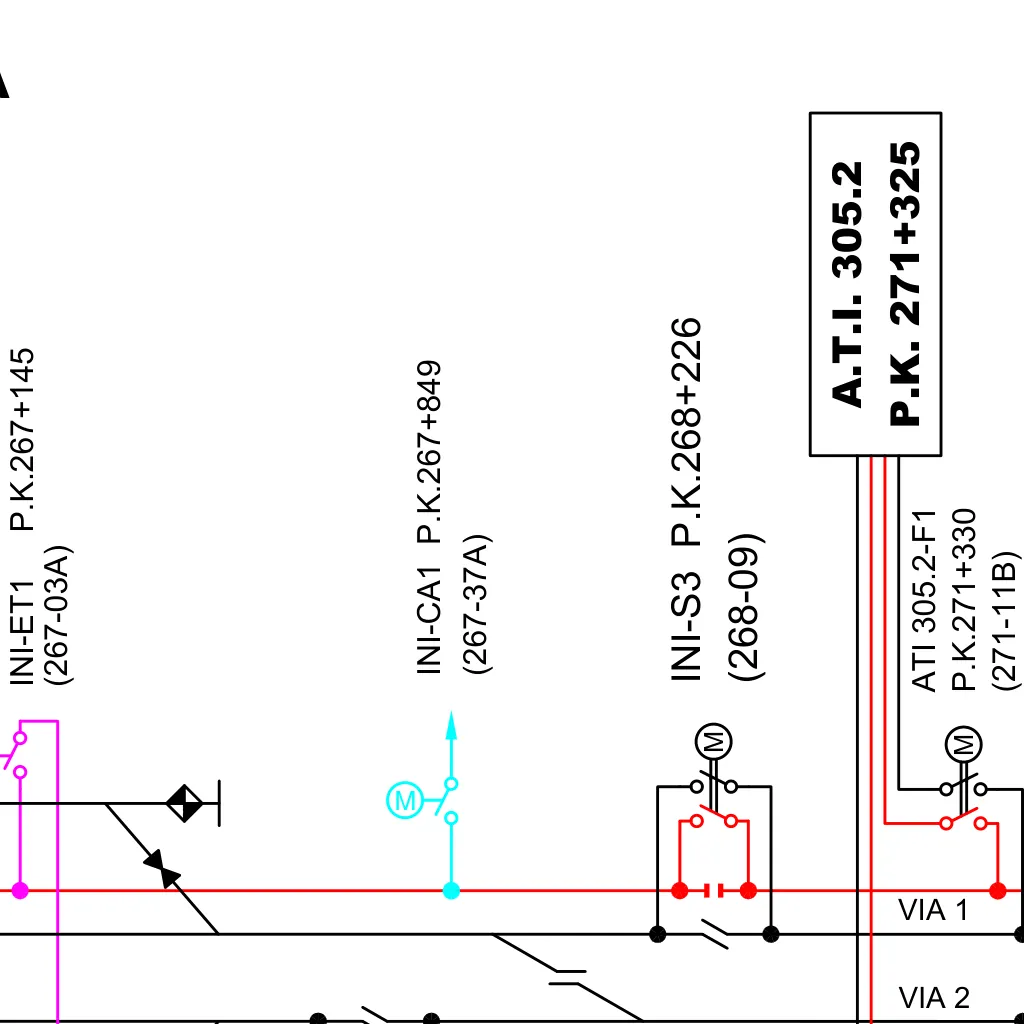 A
INI-ET1 P.K.267+145
(267-03A)
INI-CA1 P.K.267+849
(267-37A)
INI-S3 P.K.268+226
(268-09)
A.T.I. 305.2
P.K. 271+325
ATI 305.2-F1
P.K.271+330
(271-11B)
M
M
M
VIA 1
VIA 2